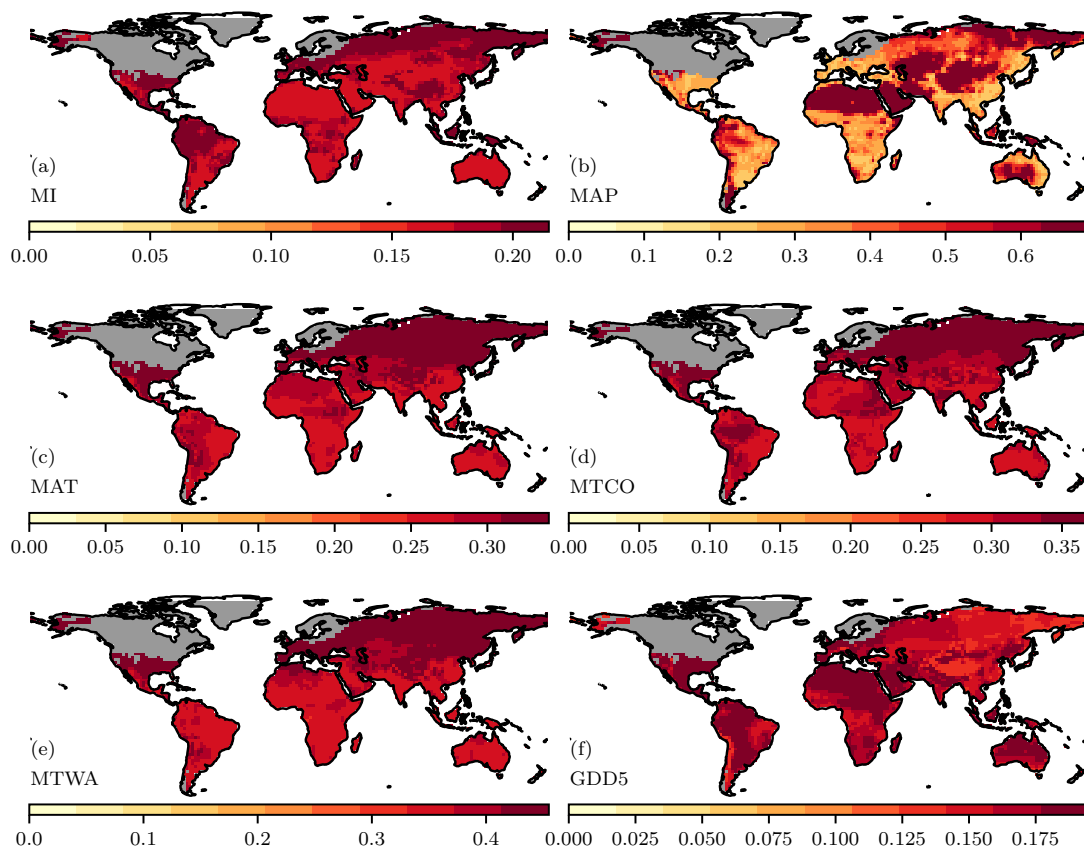 (a)
MI
0.00 0.05 0.10 0.15 0.20
(b)
MAP
0.0 0.1 0.2 0.3 0.4 0.5 0.6
(c)
MAT
0.00 0.05 0.10 0.15 0.20 0.25 0.30
(d)
MTCO
0.00 0.05 0.10 0.15 0.20 0.25 0.30 0.35
(e)
MTWA
0.0 0.1 0.2 0.3 0.4
(f)
GDD5
0.000 0.025 0.050 0.075 0.100 0.125 0.150 0.175